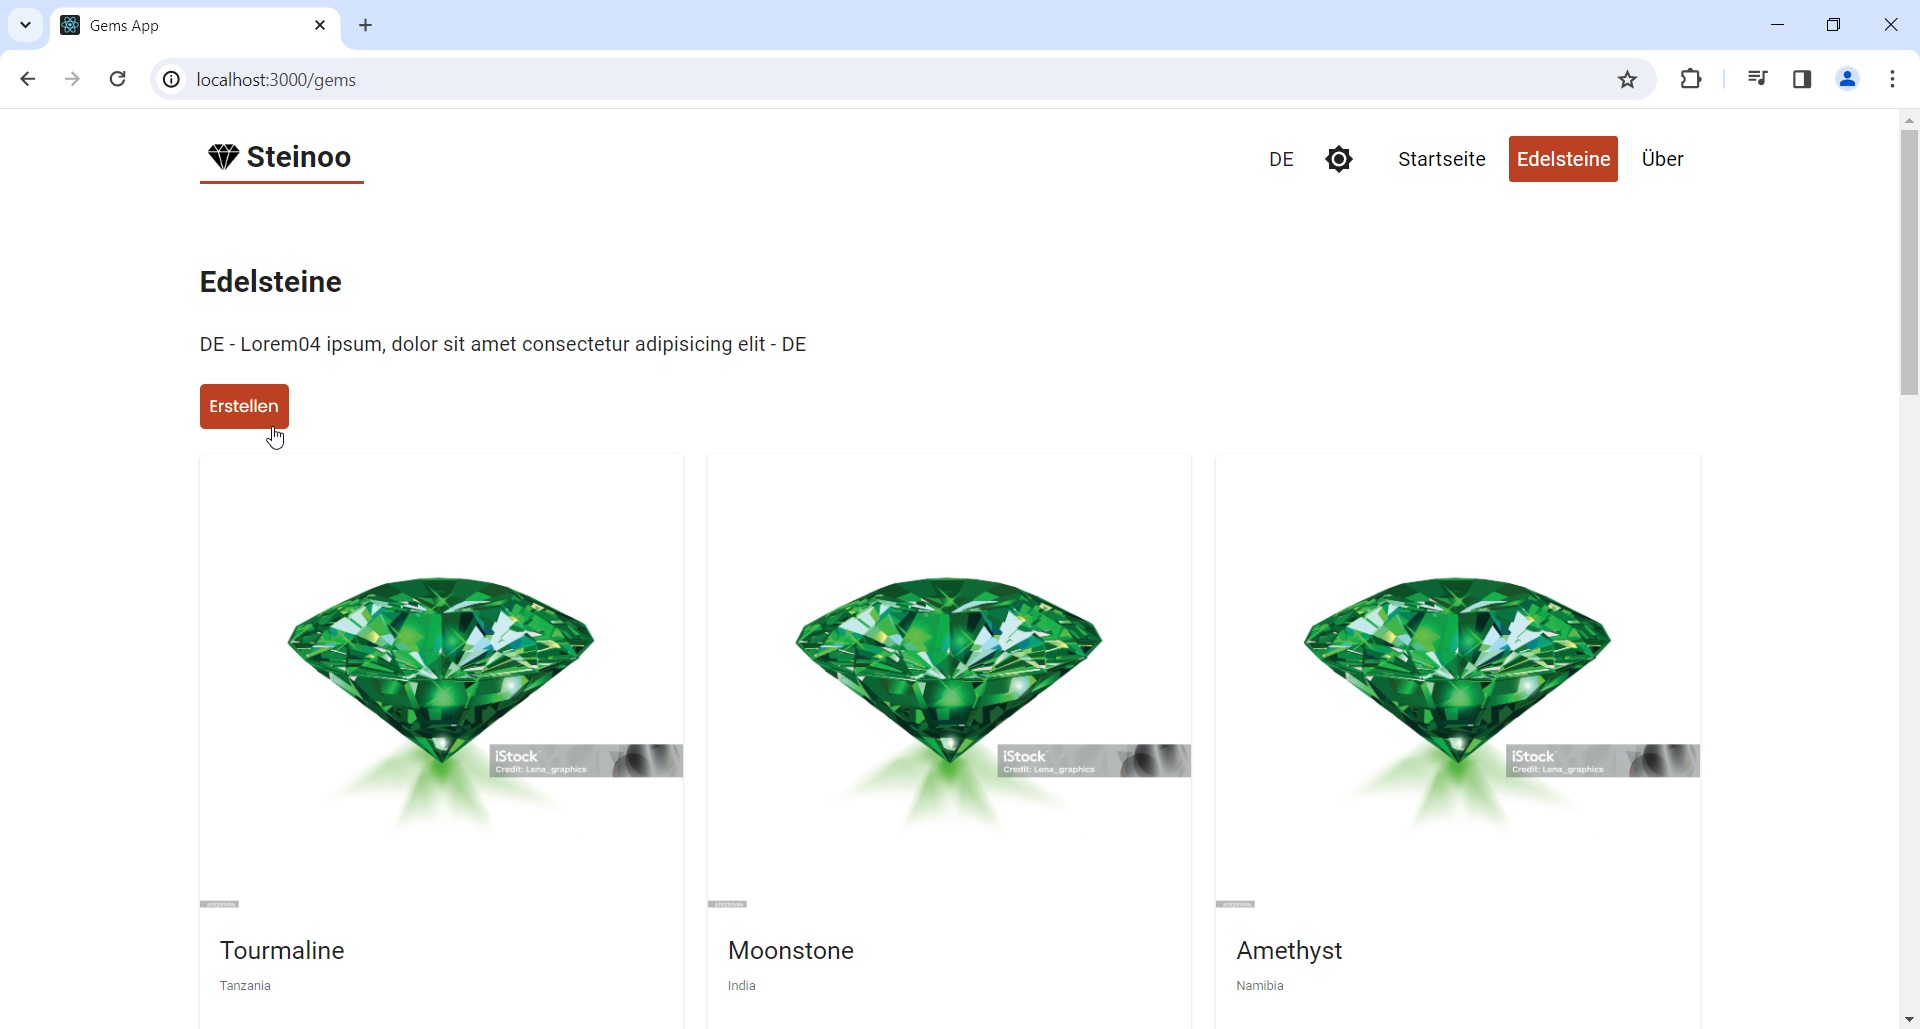 Gems App
localhost:3000/gems
Steinoo
DE
Startseite
Edelsteine
Über
Edelsteine
DE - Lorem04 ipsum, dolor sit amet consectetur adipisicing elit - DE
Erstellen
iStock
Credit: Lena_graphics
iStock
Credit: Lena_graphics
iStock
Credit: Lena_graphics
Tourmaline
Moonstone
Amethyst
Tanzania
India
Namibia